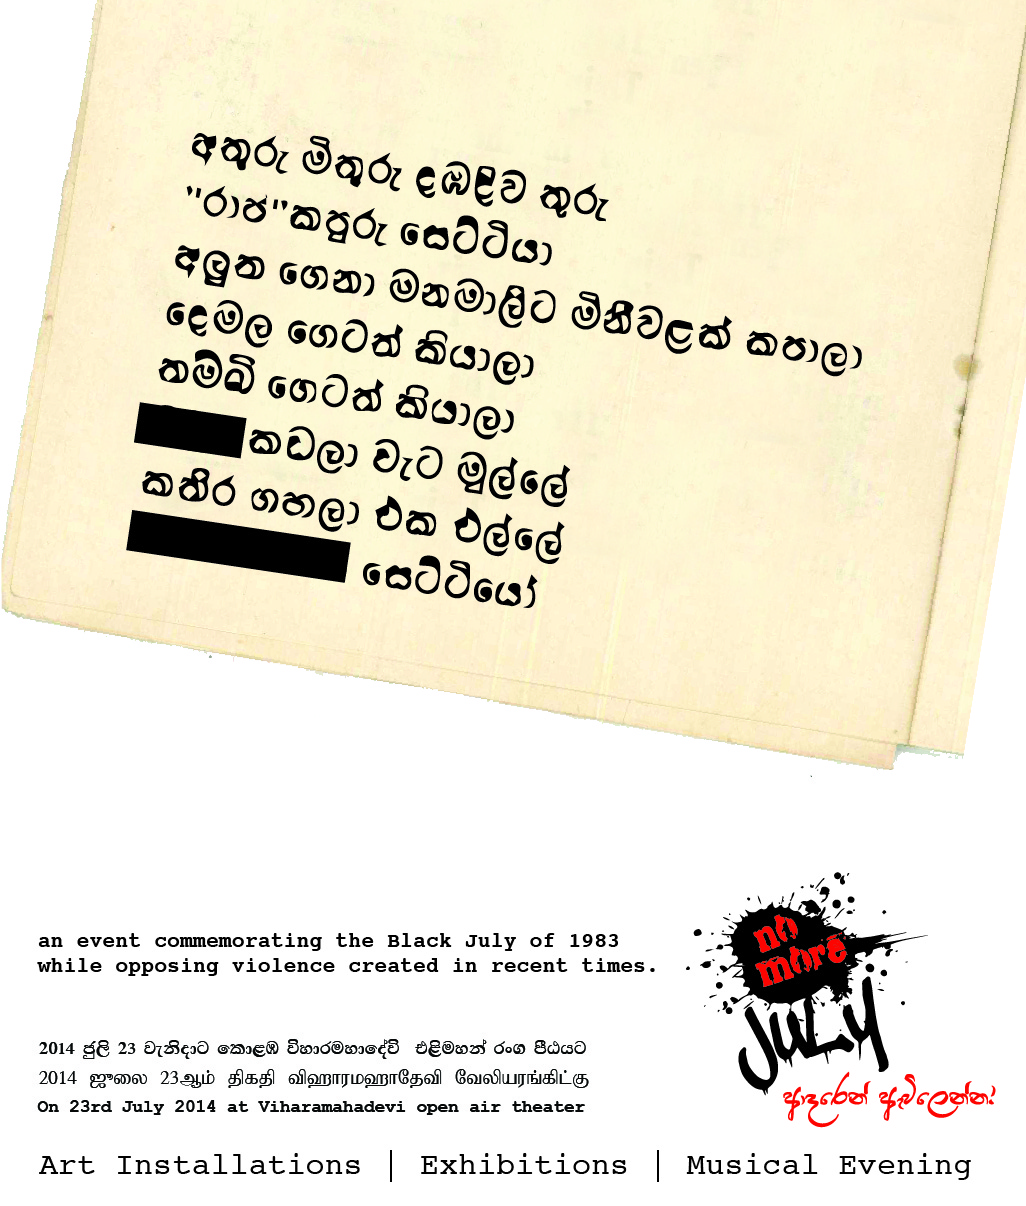 අතුරු මිතුරු දඹදිව තුරු
"රාජ"කපුරු සෙට්ටියා
අලුත ගෙනා මනමාලිට මිනීවළක් කපාලා
දෙමල ගෙටත් කියාලා
තම්බි ගෙටත් කියාලා
කඩලා වැට මුල්ලේ
කතිර ගහලා එක එල්ලේ
සෙට්ටියෝ
no
more
JULY
an event commemorating the Black July of 1983
while opposing violence created in recent times.
2014 ජුලි 23 වැනිදාට කොළඹ විහාරමහාදේවි එළිමහන් රංග පීඨයට
2014 ஜுலை 23ஆம் திகதி விஹாரமஹாதேவி வேலியரங்கிட்கு
On 23rd July 2014 at Viharamahadevi open air theater
ආදරෙන් ඇවිලෙන්න!
Art Installations | Exhibitions | Musical Evening